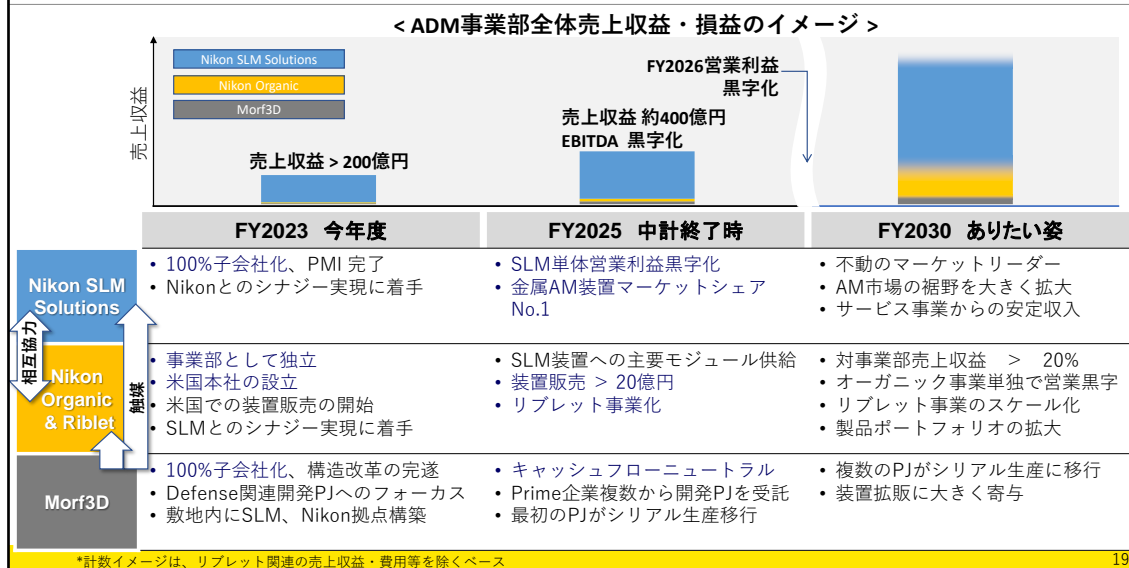 < ADM事業部全体売上収益・損益のイメージ >
売上収益
Nikon SLM Solutions
Nikon Organic
Morf3D
売上収益 > 200億円
売上収益 約400億円
EBITDA 黒字化
FY2026営業利益
黒字化
FY2023 今年度
FY2025 中計終了時
FY2030 ありたい姿
Nikon SLM
Solutions
• 100%子会社化、PMI 完了
• Nikonとのシナジー実現に着手
• SLM単体営業利益黒字化
• 金属AM装置マーケットシェア
No.1
• 不動のマーケットリーダー
• AM市場の裾野を大きく拡大
• サービス事業からの安定収入
相互協力
触媒
Nikon
Organic
& Riblet
• 事業部として独立
• 米国本社の設立
• 米国での装置販売の開始
• SLMとのシナジー実現に着手
• SLM装置への主要モジュール供給
• 装置販売 > 20億円
• リブレット事業化
• 対事業部売上収益 > 20%
• オーガニック事業単独で営業黒字
• リブレット事業のスケール化
• 製品ポートフォリオの拡大
Morf3D
• 100%子会社化、構造改革の完遂
• Defense関連開発PJへのフォーカス
• 敷地内にSLM、Nikon拠点構築
• キャッシュフローニュートラル
• Prime企業複数から開発PJを受託
• 最初のPJがシリアル生産移行
• 複数のPJがシリアル生産に移行
• 装置拡販に大きく寄与
*計数イメージは、リブレット関連の売上収益・費用等を除くベース
19